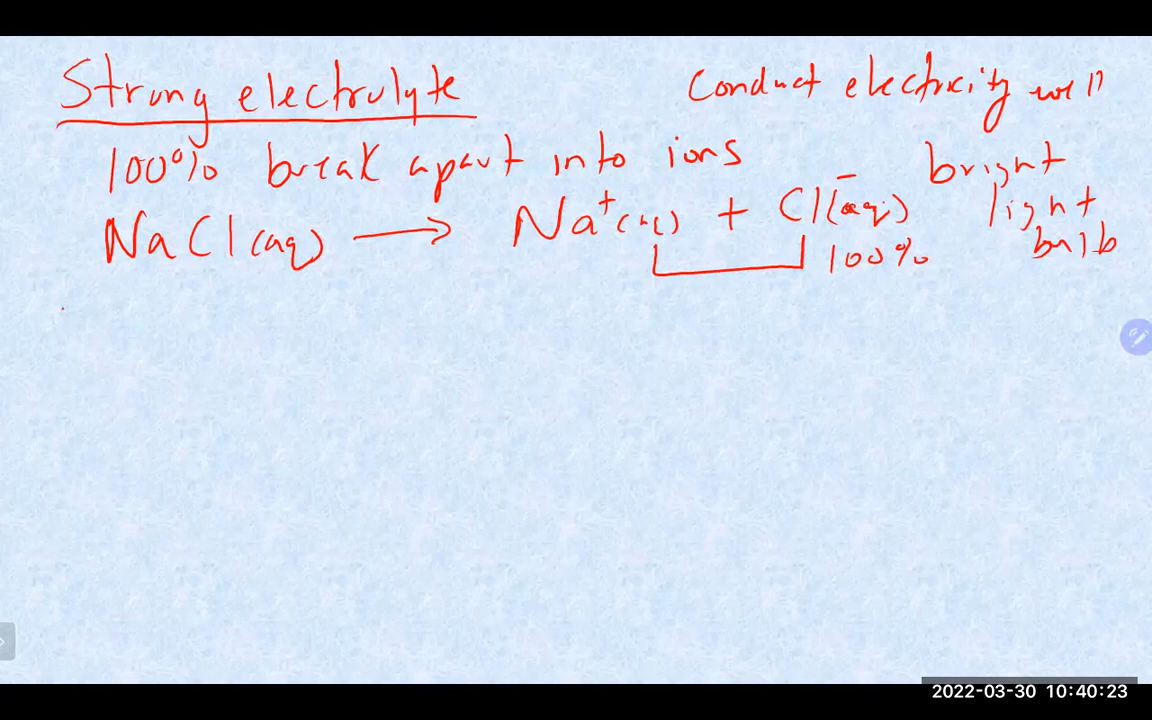 Strong electrolyte
Conduct electricity well
100% break apart into ions
bright
light
bulb
NaCl(aq) → Na⁺(aq) + Cl⁻(aq)
100%
2022-03-30 10:40:23